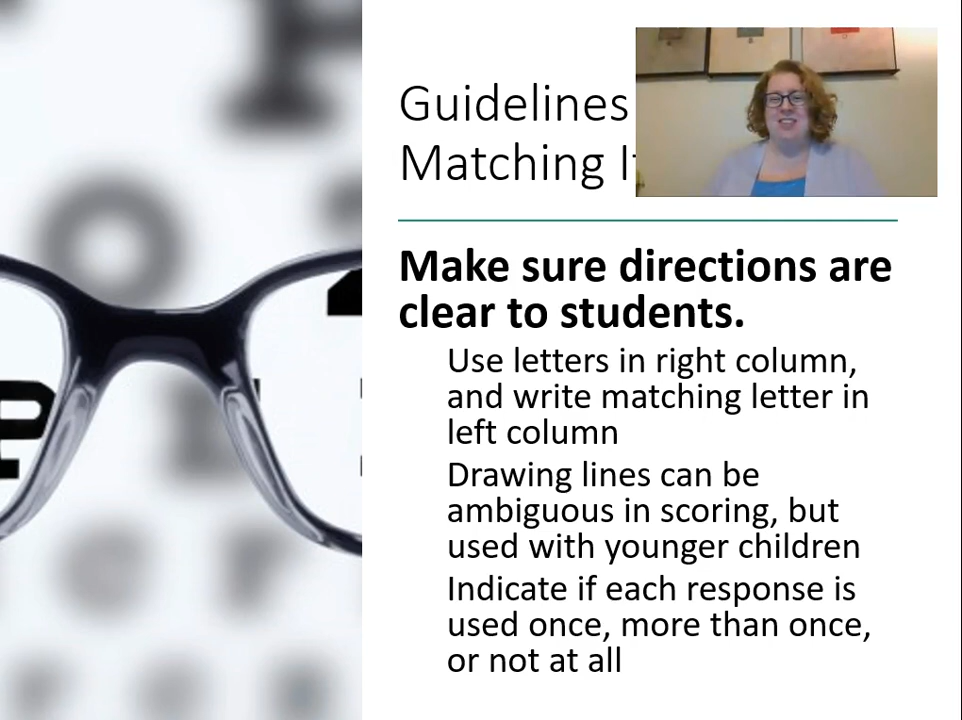 Guidelines
Matching
Make sure directions are
clear to students.
Use letters in right column,
and write matching letter in
left column
Drawing lines can be
ambiguous in scoring, but
used with younger children
Indicate if each response is
used once, more than once,
or not at all